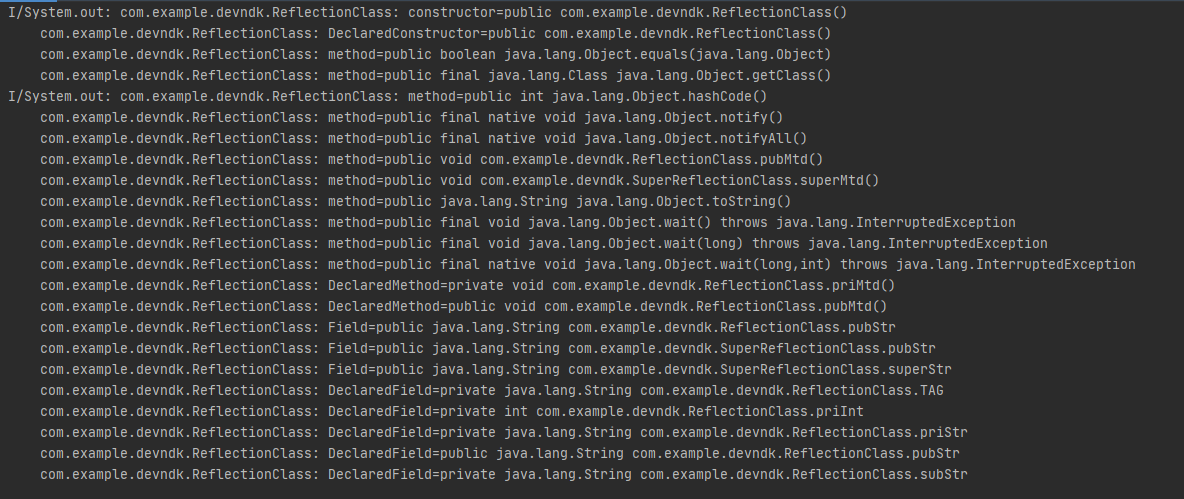 I/System.out: com.example.devndk.ReflectionClass: constructor=public com.example.devndk.ReflectionClass()
com.example.devndk.ReflectionClass: DeclaredConstructor=public com.example.devndk.ReflectionClass()
com.example.devndk.ReflectionClass: method=public boolean java.lang.Object.equals(java.lang.Object)
com.example.devndk.ReflectionClass: method=public final java.lang.Class java.lang.Object.getClass()
I/System.out: com.example.devndk.ReflectionClass: method=public int java.lang.Object.hashCode()
com.example.devndk.ReflectionClass: method=public final native void java.lang.Object.notify()
com.example.devndk.ReflectionClass: method=public final native void java.lang.Object.notifyAll()
com.example.devndk.ReflectionClass: method=public void com.example.devndk.ReflectionClass.pubMtd()
com.example.devndk.ReflectionClass: method=public void com.example.devndk.SuperReflectionClass.superMtd()
com.example.devndk.ReflectionClass: method=public java.lang.String java.lang.Object.toString()
com.example.devndk.ReflectionClass: method=public final void java.lang.Object.wait() throws java.lang.InterruptedException
com.example.devndk.ReflectionClass: method=public final void java.lang.Object.wait(long) throws java.lang.InterruptedException
com.example.devndk.ReflectionClass: method=public final native void java.lang.Object.wait(long,int) throws java.lang.InterruptedException
com.example.devndk.ReflectionClass: DeclaredMethod=private void com.example.devndk.ReflectionClass.priMtd()
com.example.devndk.ReflectionClass: DeclaredMethod=public void com.example.devndk.ReflectionClass.pubMtd()
com.example.devndk.ReflectionClass: Field=public java.lang.String com.example.devndk.ReflectionClass.pubStr
com.example.devndk.ReflectionClass: Field=public java.lang.String com.example.devndk.SuperReflectionClass.pubStr
com.example.devndk.ReflectionClass: Field=public java.lang.String com.example.devndk.SuperReflectionClass.superStr
com.example.devndk.ReflectionClass: DeclaredField=private java.lang.String com.example.devndk.ReflectionClass.TAG
com.example.devndk.ReflectionClass: DeclaredField=private int com.example.devndk.ReflectionClass.priInt
com.example.devndk.ReflectionClass: DeclaredField=private java.lang.String com.example.devndk.ReflectionClass.priStr
com.example.devndk.ReflectionClass: DeclaredField=public java.lang.String com.example.devndk.ReflectionClass.pubStr
com.example.devndk.ReflectionClass: DeclaredField=private java.lang.String com.example.devndk.ReflectionClass.subStr